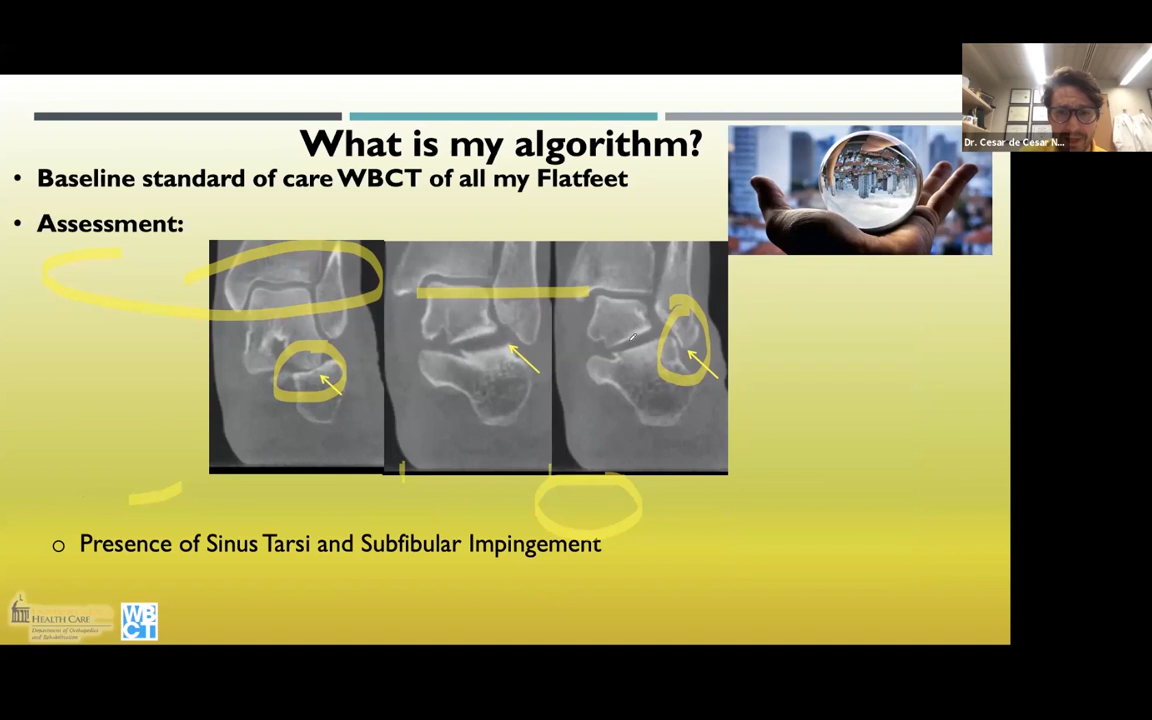 Dr. Cesar de Cesar N...
What is my algorithm?
• Baseline standard of care WBCT of all my Flatfeet
• Assessment:
o Presence of Sinus Tarsi and Subfibular Impingement
HEALTH CARE
Department of Orthopedics
and Rehabilitation
WB
CT